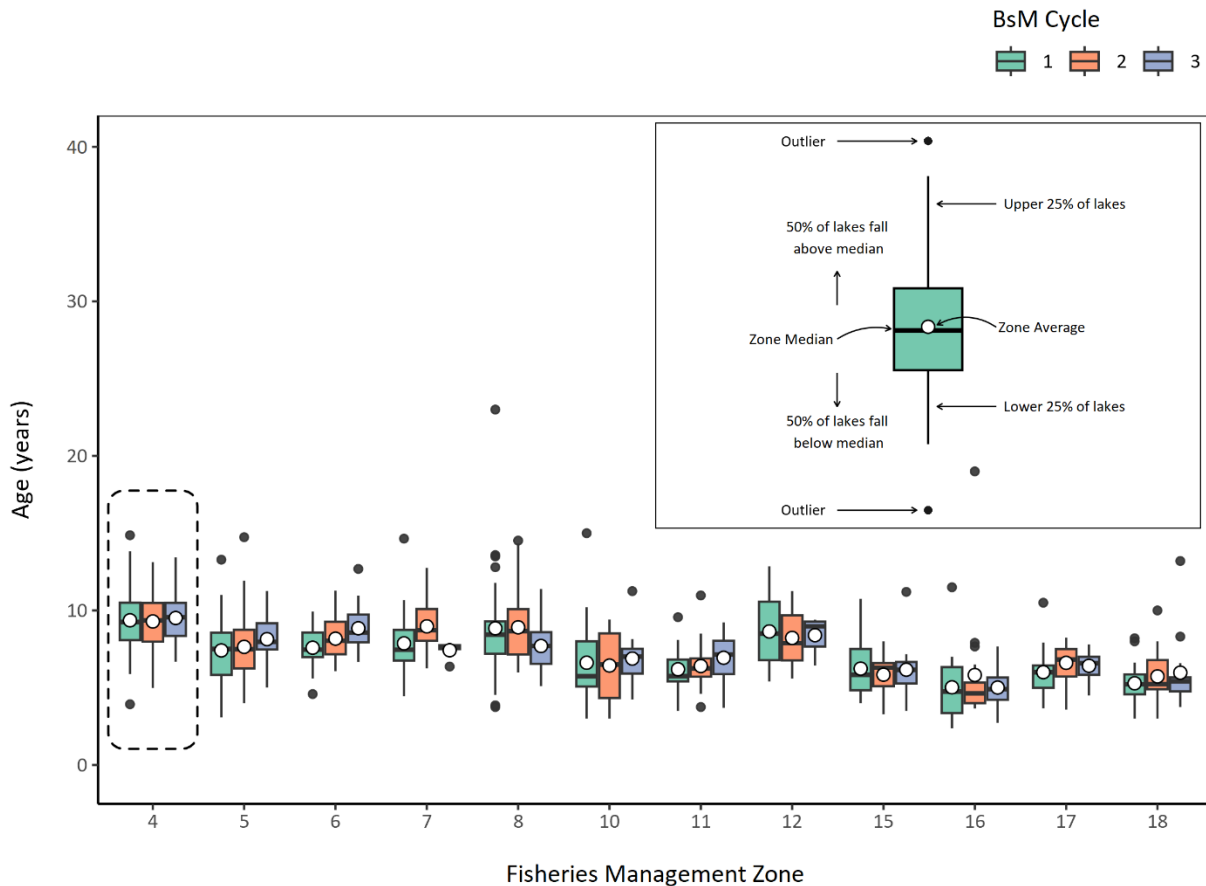 BsM Cycle
1 2 3
Age (years)
40
30
20
10
0
Outlier
Upper 25% of lakes
50% of lakes fall
above median
Zone Median
Zone Average
50% of lakes fall
below median
Lower 25% of lakes
Outlier
4 5 6 7 8 10 11 12 15 16 17 18
Fisheries Management Zone